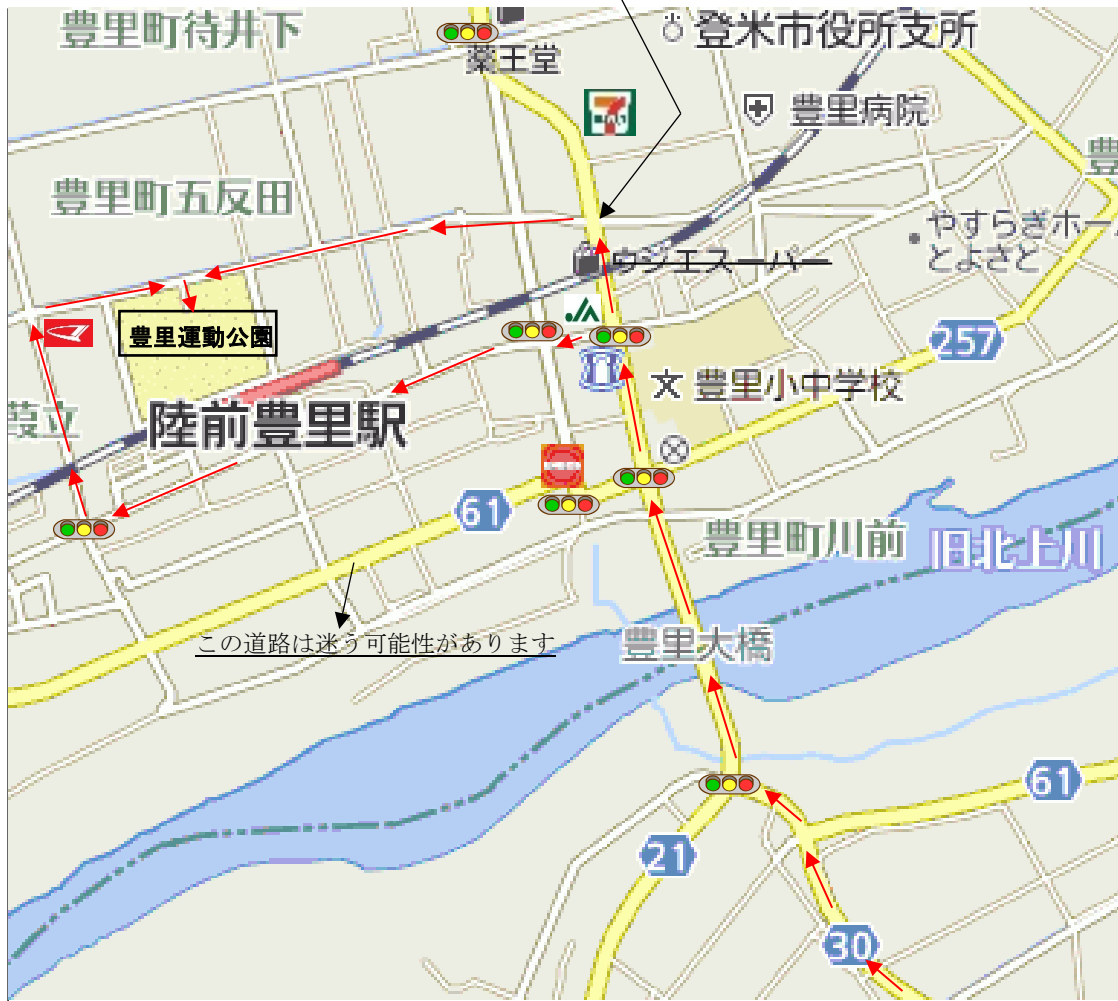 豊里町待井下
薬王堂
登米市役所支所
豊里病院
豊
豊里町五反田
やすらぎホー
とよさと
ウジエスーパー
JA
豊里運動公園
257
豊里小中学校
葭立
陸前豊里駅
61
豊里町川前
旧北上川
この道路は迷う可能性があります
豊里大橋
61
21
30